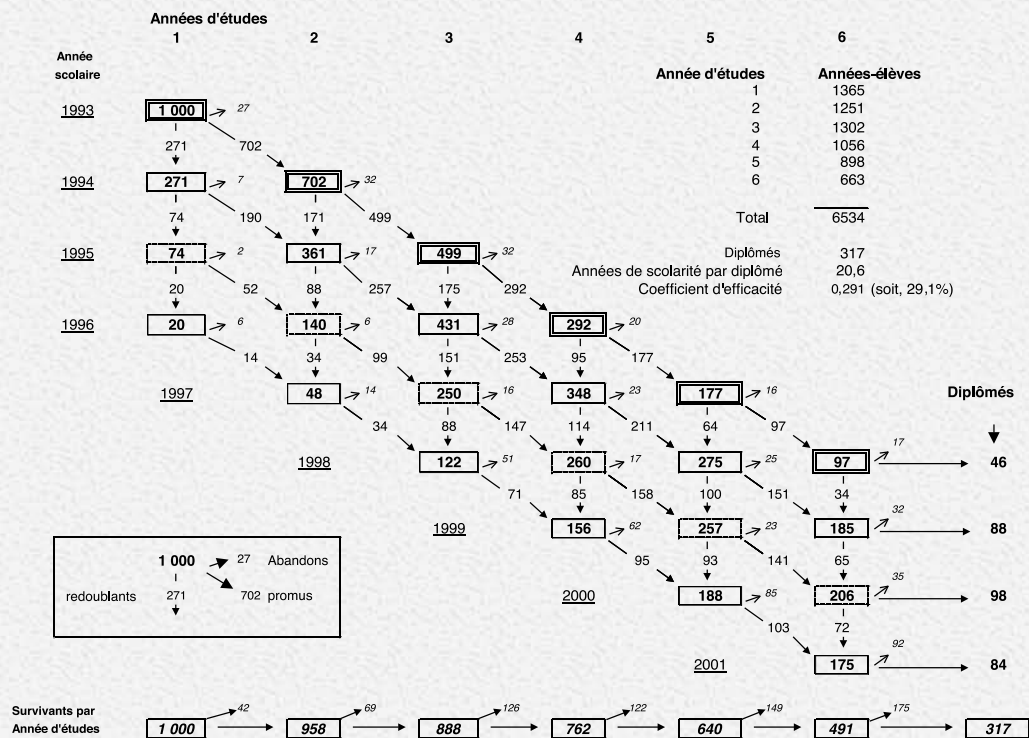 Années d'études
1 2 3 4 5 6
Année
scolaire
Année d'études Années-élèves
1 1365
2 1251
3 1302
4 1056
5 898
6 663
Total 6534
Diplômés 317
Années de scolarité par diplômé 20,6
Coefficient d'efficacité 0,291 (soit, 29,1%)
1993 1 000 27
271 702
1994 271 7 702 32
74 190 171 499
1995 74 2 361 17 499 32
20 52 88 257 175 292
1996 20 6 140 6 431 28 292 20
14 34 99 151 253 95 177
1997 48 14 250 16 348 23 177 16 Diplômés
34 88 147 114 211 64 97
1998 122 51 260 17 275 25 97 17 46
71 85 158 100 151 34
1999 156 62 257 23 185 32 88
95 93 141 65
2000 188 85 206 35 98
103 72
2001 175 92 84
1 000 27 Abandons
redoublants 271 702 promus
Survivants par
Année d'études
1 000 42 958 69 888 126 762 122 640 149 491 175 317